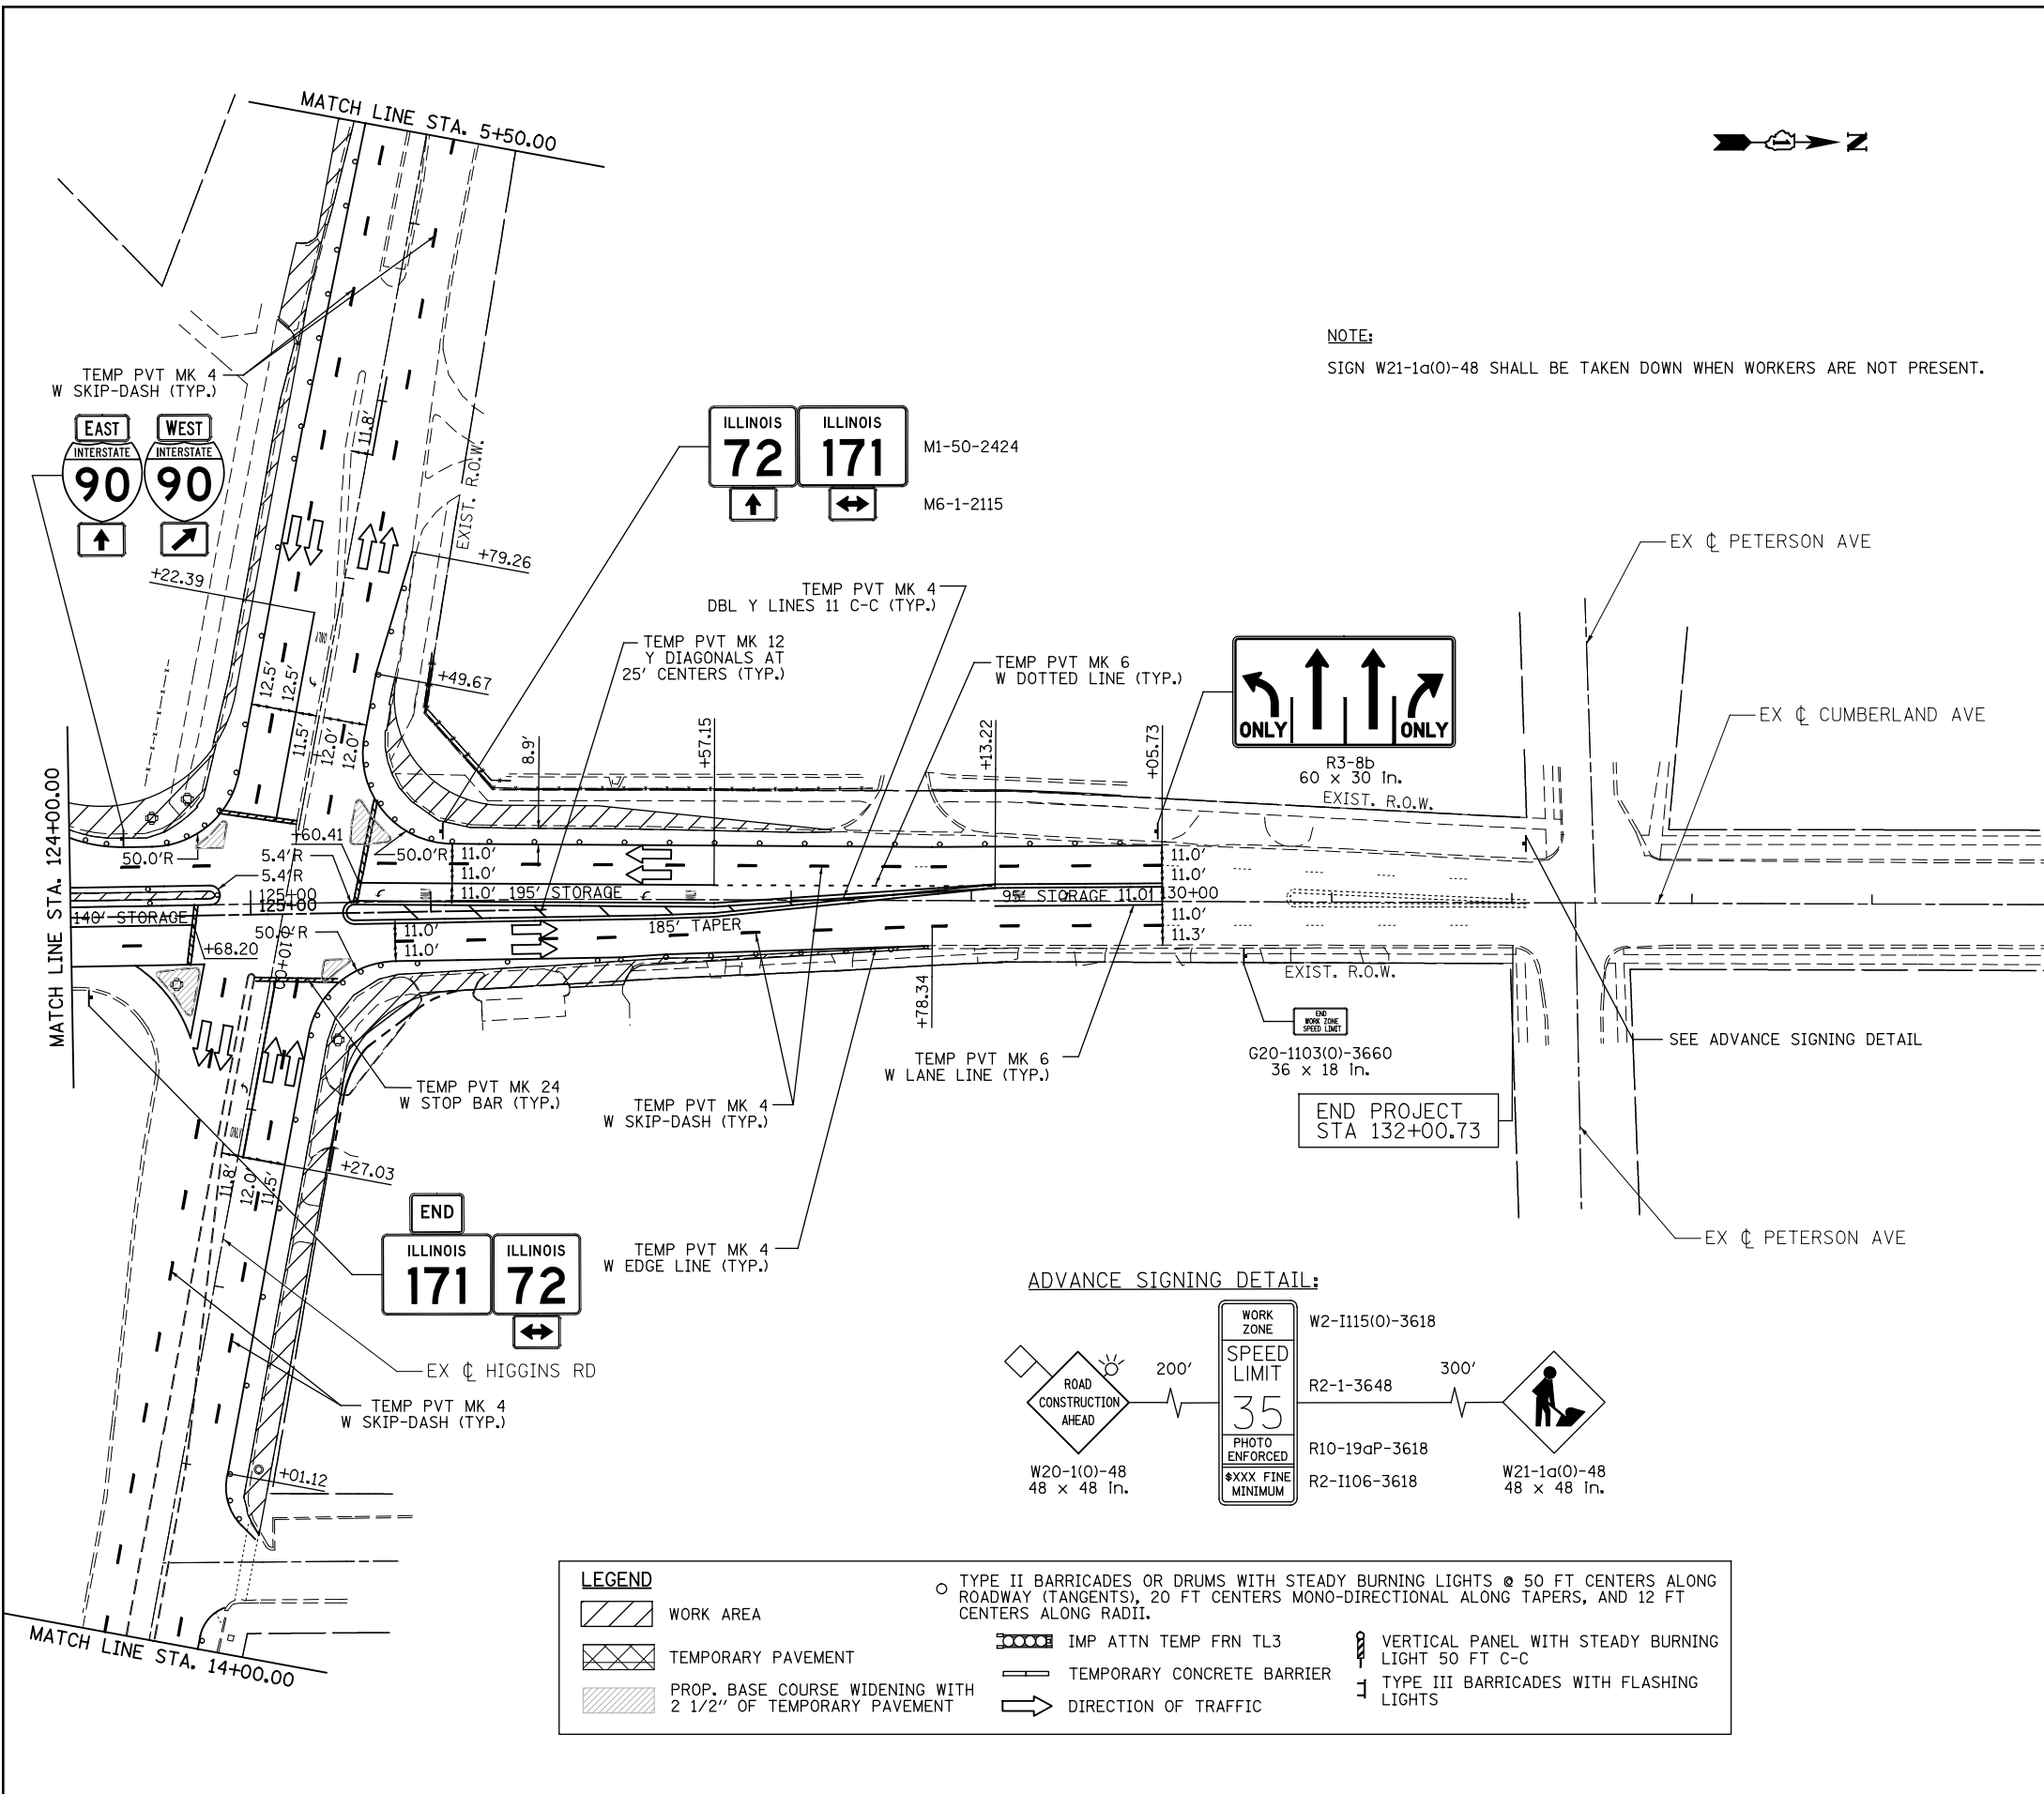 MATCH LINE STA. 5+50.00
N
NOTE:
SIGN W21-1a(O)-48 SHALL BE TAKEN DOWN WHEN WORKERS ARE NOT PRESENT.
TEMP PVT MK 4
W SKIP-DASH (TYP.)
EAST
INTERSTATE
90
WEST
INTERSTATE
90
ILLINOIS
72
ILLINOIS
171
M1-50-2424
M6-1-2115
11.8'
EXIST. R.O.W.
+22.39
+79.26
EX ℄ PETERSON AVE
TEMP PVT MK 4
DBL Y LINES 11 C-C (TYP.)
TEMP PVT MK 12
Y DIAGONALS AT
25' CENTERS (TYP.)
TEMP PVT MK 6
W DOTTED LINE (TYP.)
ONLY
ONLY
ONLY
R3-8b
60 x 30 in.
EX ℄ CUMBERLAND AVE
+49.67
12.5'
12.5'
11.5'
12.0'
12.0'
8.9'
+57.15
+13.22
+05.73
EXIST. R.O.W.
MATCH LINE STA. 124+00.00
+60.41
50.0'R
5.4'R
5.4'R
50.0'R
11.0'
11.0'
11.0'
195' STORAGE
125+00
125+00
140' STORAGE
95' STORAGE
11.0'
130+00
11.0'
11.0'
11.0'
11.3'
185' TAPER
+68.20
50.0'R
11.0'
11.0'
10+00
+78.34
EXIST. R.O.W.
END
WORK ZONE
SPEED LIMIT
G20-1103(O)-3660
36 x 18 in.
SEE ADVANCE SIGNING DETAIL
TEMP PVT MK 24
W STOP BAR (TYP.)
TEMP PVT MK 6
W LANE LINE (TYP.)
TEMP PVT MK 4
W SKIP-DASH (TYP.)
END PROJECT
STA 132+00.73
ONLY
11.8'
12.0'
11.5'
+27.03
END
ILLINOIS
171
ILLINOIS
72
TEMP PVT MK 4
W EDGE LINE (TYP.)
EX ℄ PETERSON AVE
EX ℄ HIGGINS RD
TEMP PVT MK 4
W SKIP-DASH (TYP.)
+01.12
ADVANCE SIGNING DETAIL:
ROAD
CONSTRUCTION
AHEAD
W20-1(O)-48
48 x 48 in.
200'
WORK
ZONE
SPEED
LIMIT
35
PHOTO
ENFORCED
$XXX FINE
MINIMUM
W2-I115(O)-3618
R2-1-3648
R10-19aP-3618
R2-I106-3618
300'
W21-1a(O)-48
48 x 48 in.
MATCH LINE STA. 14+00.00
LEGEND
WORK AREA
TEMPORARY PAVEMENT
PROP. BASE COURSE WIDENING WITH
2 1/2" OF TEMPORARY PAVEMENT
TYPE II BARRICADES OR DRUMS WITH STEADY BURNING LIGHTS @ 50 FT CENTERS ALONG
ROADWAY (TANGENTS), 20 FT CENTERS MONO-DIRECTIONAL ALONG TAPERS, AND 12 FT
CENTERS ALONG RADII.
IMP ATTN TEMP FRN TL3
TEMPORARY CONCRETE BARRIER
DIRECTION OF TRAFFIC
VERTICAL PANEL WITH STEADY BURNING
LIGHT 50 FT C-C
TYPE III BARRICADES WITH FLASHING
LIGHTS